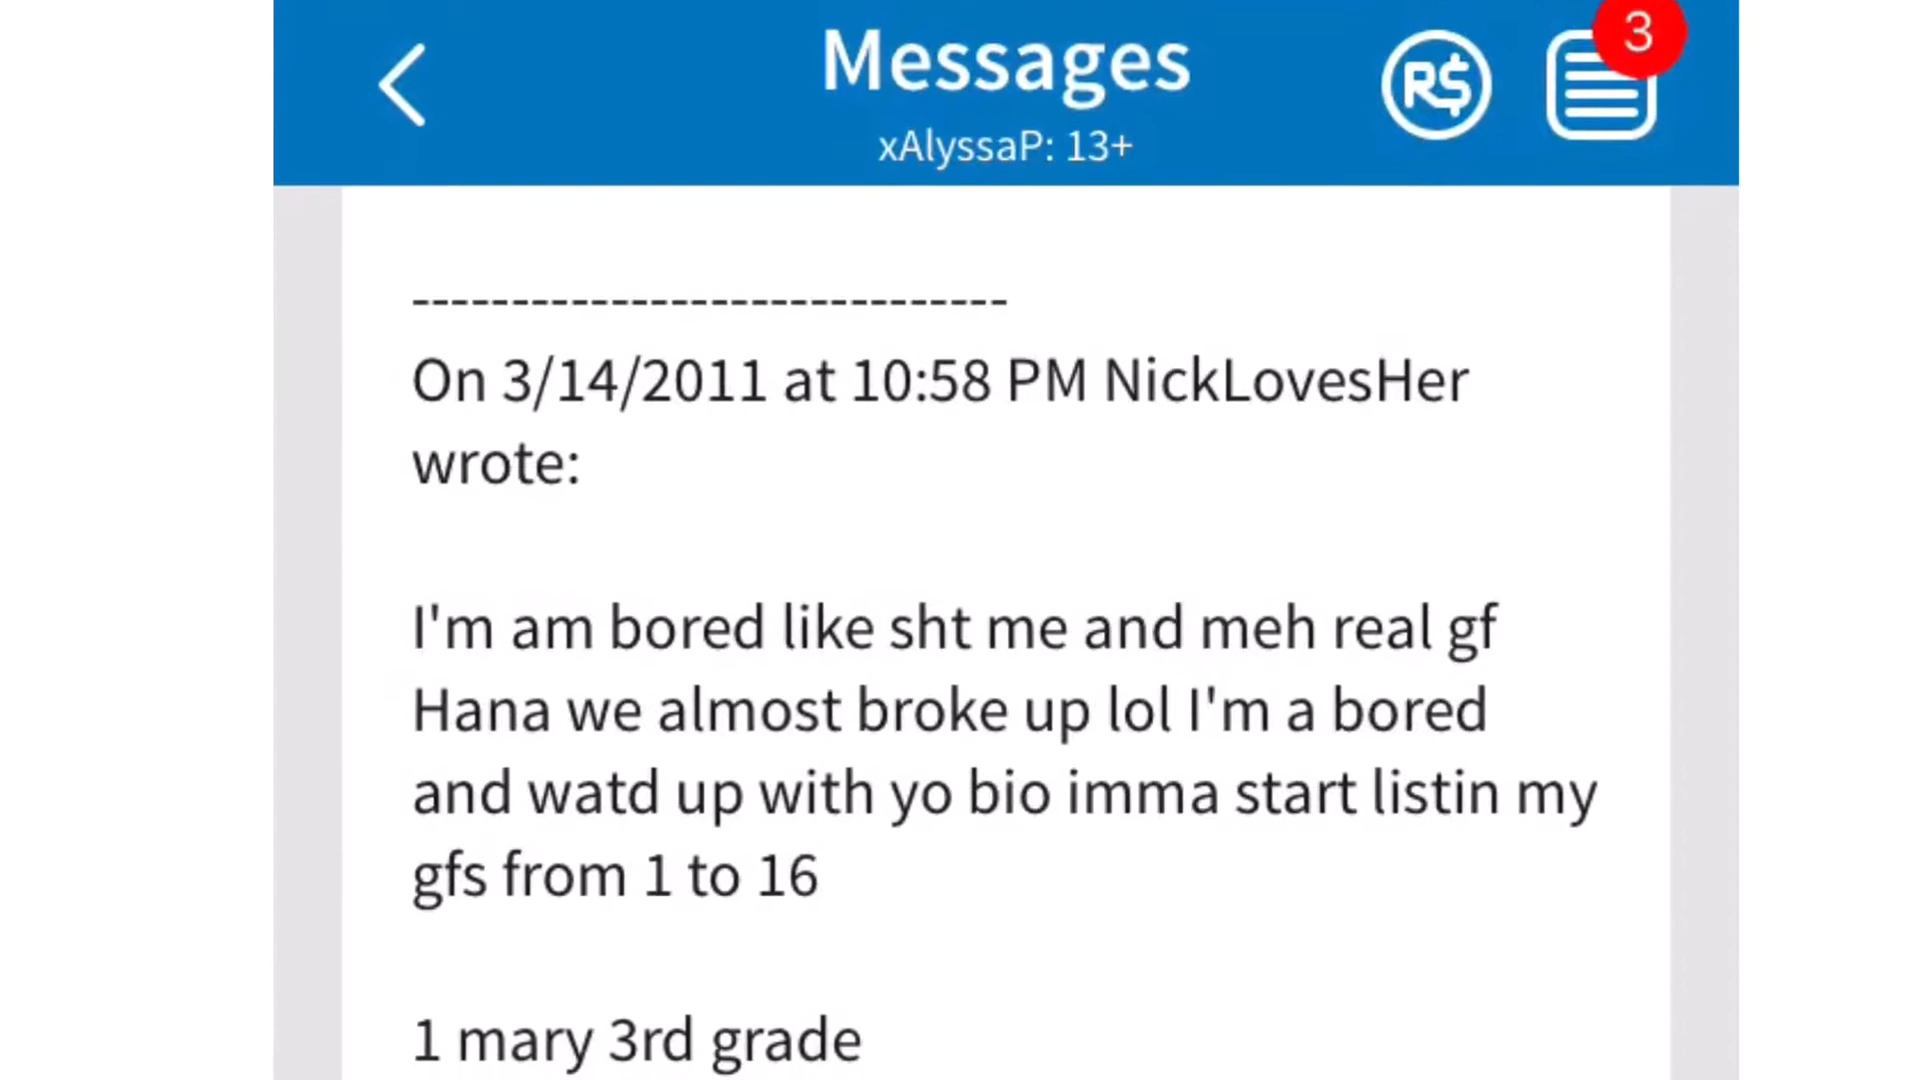 Messages
xAlyssaP: 13+
R$
3
------------------------------
On 3/14/2011 at 10:58 PM NickLovesHer
wrote:
I'm am bored like sht me and meh real gf
Hana we almost broke up lol I'm a bored
and watd up with yo bio imma start listin my
gfs from 1 to 16
1 mary 3rd grade